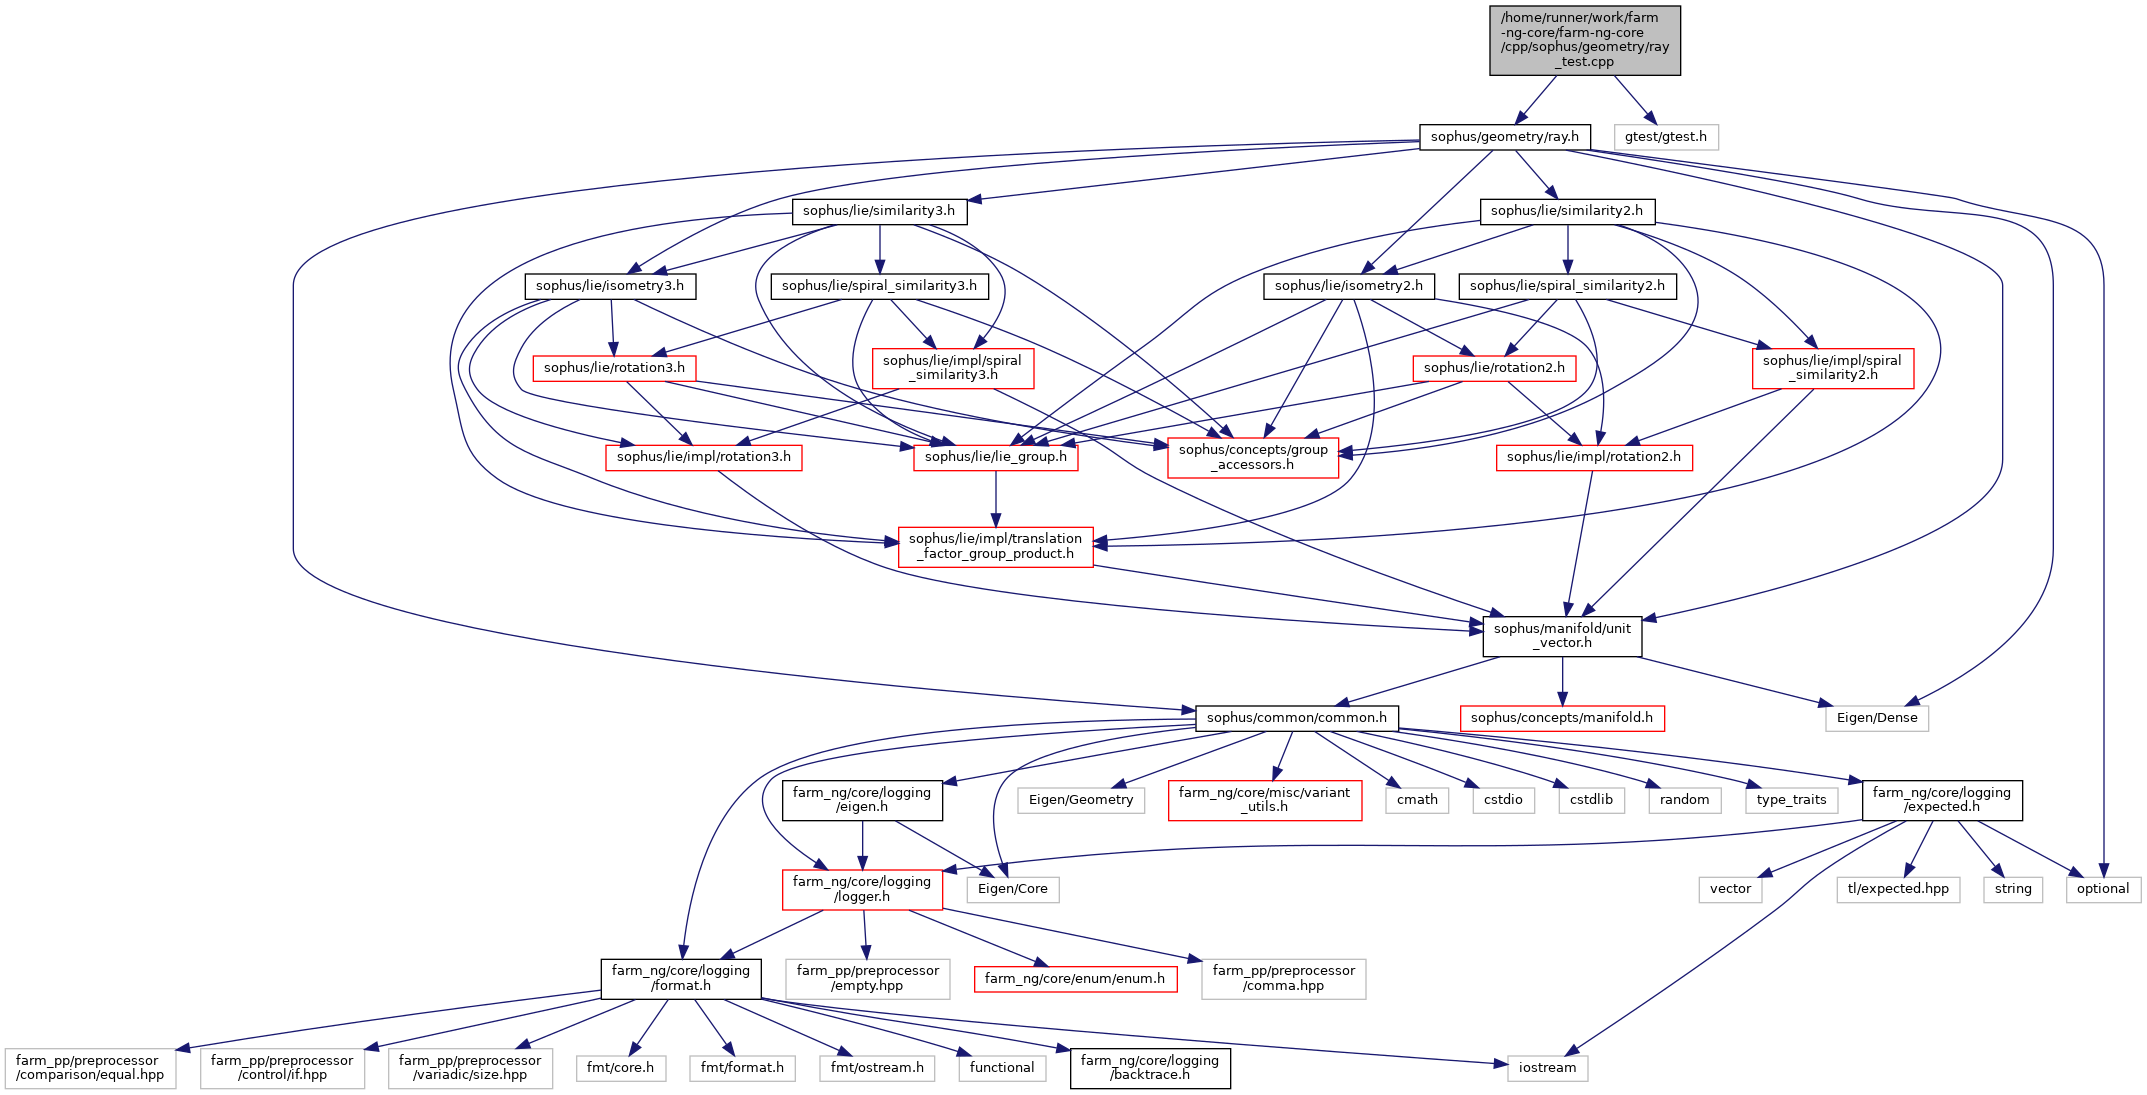 /home/runner/work/farm
-ng-core/farm-ng-core
/cpp/sophus/geometry/ray
_test.cpp
sophus/geometry/ray.h
gtest/gtest.h
sophus/lie/similarity3.h
sophus/lie/similarity2.h
sophus/lie/isometry3.h
sophus/lie/spiral_similarity3.h
sophus/lie/isometry2.h
sophus/lie/spiral_similarity2.h
sophus/lie/rotation3.h
sophus/lie/impl/spiral
_similarity3.h
sophus/lie/rotation2.h
sophus/lie/impl/spiral
_similarity2.h
sophus/lie/impl/rotation3.h
sophus/lie/lie_group.h
sophus/concepts/group
_accessors.h
sophus/lie/impl/rotation2.h
sophus/lie/impl/translation
_factor_group_product.h
sophus/manifold/unit
_vector.h
sophus/common/common.h
sophus/concepts/manifold.h
Eigen/Dense
farm_ng/core/logging
/eigen.h
Eigen/Geometry
farm_ng/core/misc/variant
_utils.h
cmath
cstdio
cstdlib
random
type_traits
farm_ng/core/logging
/expected.h
farm_ng/core/logging
/logger.h
Eigen/Core
vector
tl/expected.hpp
string
optional
farm_ng/core/logging
/format.h
farm_pp/preprocessor
/empty.hpp
farm_ng/core/enum/enum.h
farm_pp/preprocessor
/comma.hpp
farm_pp/preprocessor
/comparison/equal.hpp
farm_pp/preprocessor
/control/if.hpp
farm_pp/preprocessor
/variadic/size.hpp
fmt/core.h
fmt/format.h
fmt/ostream.h
functional
farm_ng/core/logging
/backtrace.h
iostream